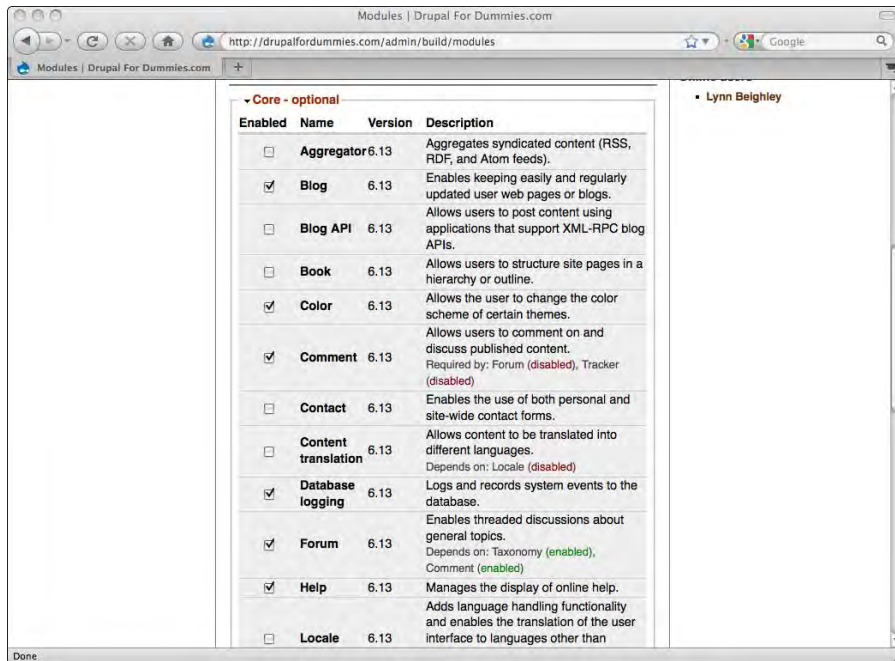 Modules | Drupal For Dummies.com
http://drupalfordummies.com/admin/build/modules
Google
Modules | Drupal For Dummies.com
+
Lynn Beighley
Core - optional
Enabled Name Version Description
Aggregator 6.13 Aggregates syndicated content (RSS,
RDF, and Atom feeds).
Blog 6.13 Enables keeping easily and regularly
updated user web pages or blogs.
Blog API 6.13 Allows users to post content using
applications that support XML-RPC blog
APIs.
Book 6.13 Allows users to structure site pages in a
hierarchy or outline.
Color 6.13 Allows the user to change the color
scheme of certain themes.
Comment 6.13 Allows users to comment on and
discuss published content.
Required by: Forum (disabled), Tracker
(disabled)
Contact 6.13 Enables the use of both personal and
site-wide contact forms.
Content translation 6.13 Allows content to be translated into
different languages.
Depends on: Locale (disabled)
Database logging 6.13 Logs and records system events to the
database.
Forum 6.13 Enables threaded discussions about
general topics.
Depends on: Taxonomy (enabled),
Comment (enabled)
Help 6.13 Manages the display of online help.
Locale 6.13 Adds language handling functionality
and enables the translation of the user
interface to languages other than
Done